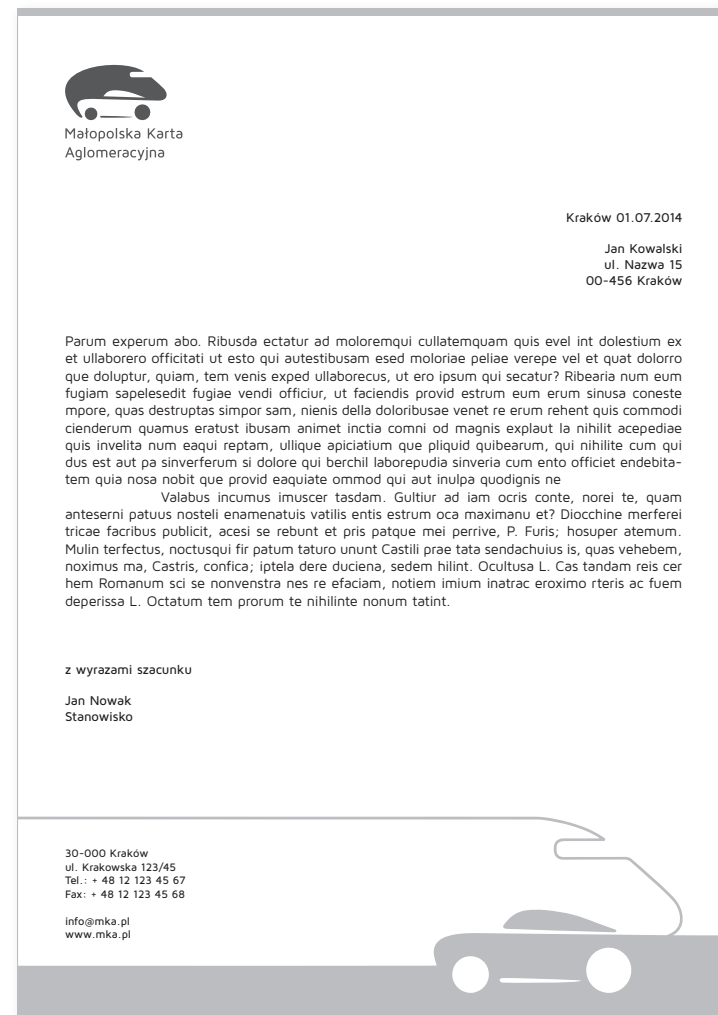 Małopolska Karta
Aglomeracyjna
Kraków 01.07.2014
Jan Kowalski
ul. Nazwa 15
00-456 Kraków
Parum experum abo. Ribusda ectatur ad moloremqui cullatemquam quis evel int dolestium ex
et ullaborero officitati ut esto qui autestibusam esed moloriae peliae verepe vel et quat dolorro
que doluptur, quiam, tem venis exped ullaborecus, ut ero ipsum qui secatur? Ribearia num eum
fugiam sapelesedit fugiae vendi officiur, ut faciendis provid estrum eum erum sinusa coneste
mpore, quas destruptas simpor sam, nienis della doloribusae venet re erum rehent quis commodi
cienderum quamus eratust ibusam animet inctia comni od magnis explaut la nihilit acepediae
quis invelita num eaqui reptam, ullique apiciatium que pliquid quibearum, qui nihilite cum qui
dus est aut pa sinverferum si dolore qui berchil laborepudia sinveria cum ento officiet endebita-
tem quia nosa nobit que provid eaquiate ommod qui aut inulpa quodignis ne
Valabus incumus imuscer tasdam. Gultiur ad iam ocris conte, norei te, quam
anteserni patuus nosteli enamenatuis vatilis entis estrum oca maximanu et? Diocchine merferei
tricae facribus publicit, acesi se rebunt et pris patque mei perrive, P. Furis; hosuper atemum.
Mulin terfectus, noctusqui fir patum taturo ununt Castili prae tata sendachuius is, quas vehebem,
noximus ma, Castris, confica; iptela dere duciena, sedem hilint. Ocultusa L. Cas tandam reis cer
hem Romanum sci se nonvenstra nes re efaciam, notiem imium inatrac eroximo rteris ac fuem
deperissa L. Octatum tem prorum te nihilinte nonum tatint.
z wyrazami szacunku
Jan Nowak
Stanowisko
30-000 Kraków
ul. Krakowska 123/45
Tel.: + 48 12 123 45 67
Fax: + 48 12 123 45 68
info@mka.pl
www.mka.pl